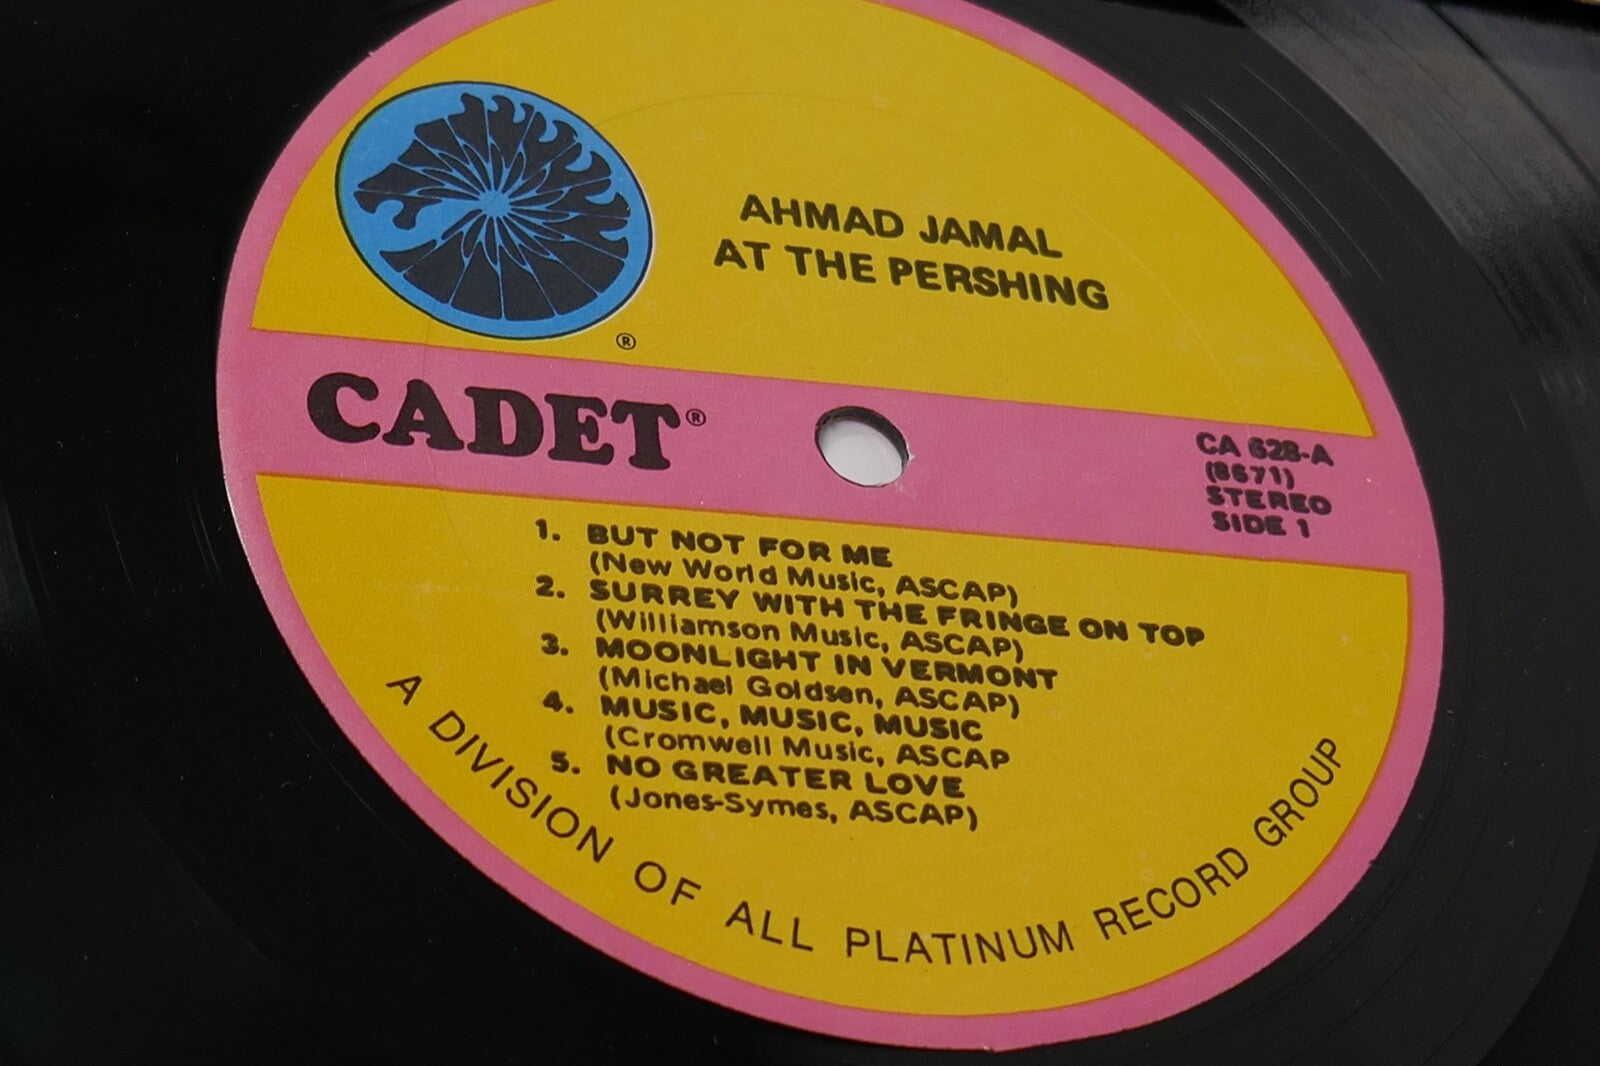 AHMAD JAMAL
AT THE PERSHING
®
CADET®
CA 628-A
(8671)
STEREO
SIDE 1
1. BUT NOT FOR ME
(New World Music, ASCAP)
2. SURREY WITH THE FRINGE ON TOP
(Williamson Music, ASCAP)
3. MOONLIGHT IN VERMONT
(Michael Goldsen, ASCAP)
4. MUSIC, MUSIC, MUSIC
(Cromwell Music, ASCAP
5. NO GREATER LOVE
(Jones-Symes, ASCAP)
A DIVISION OF ALL PLATINUM RECORD GROUP